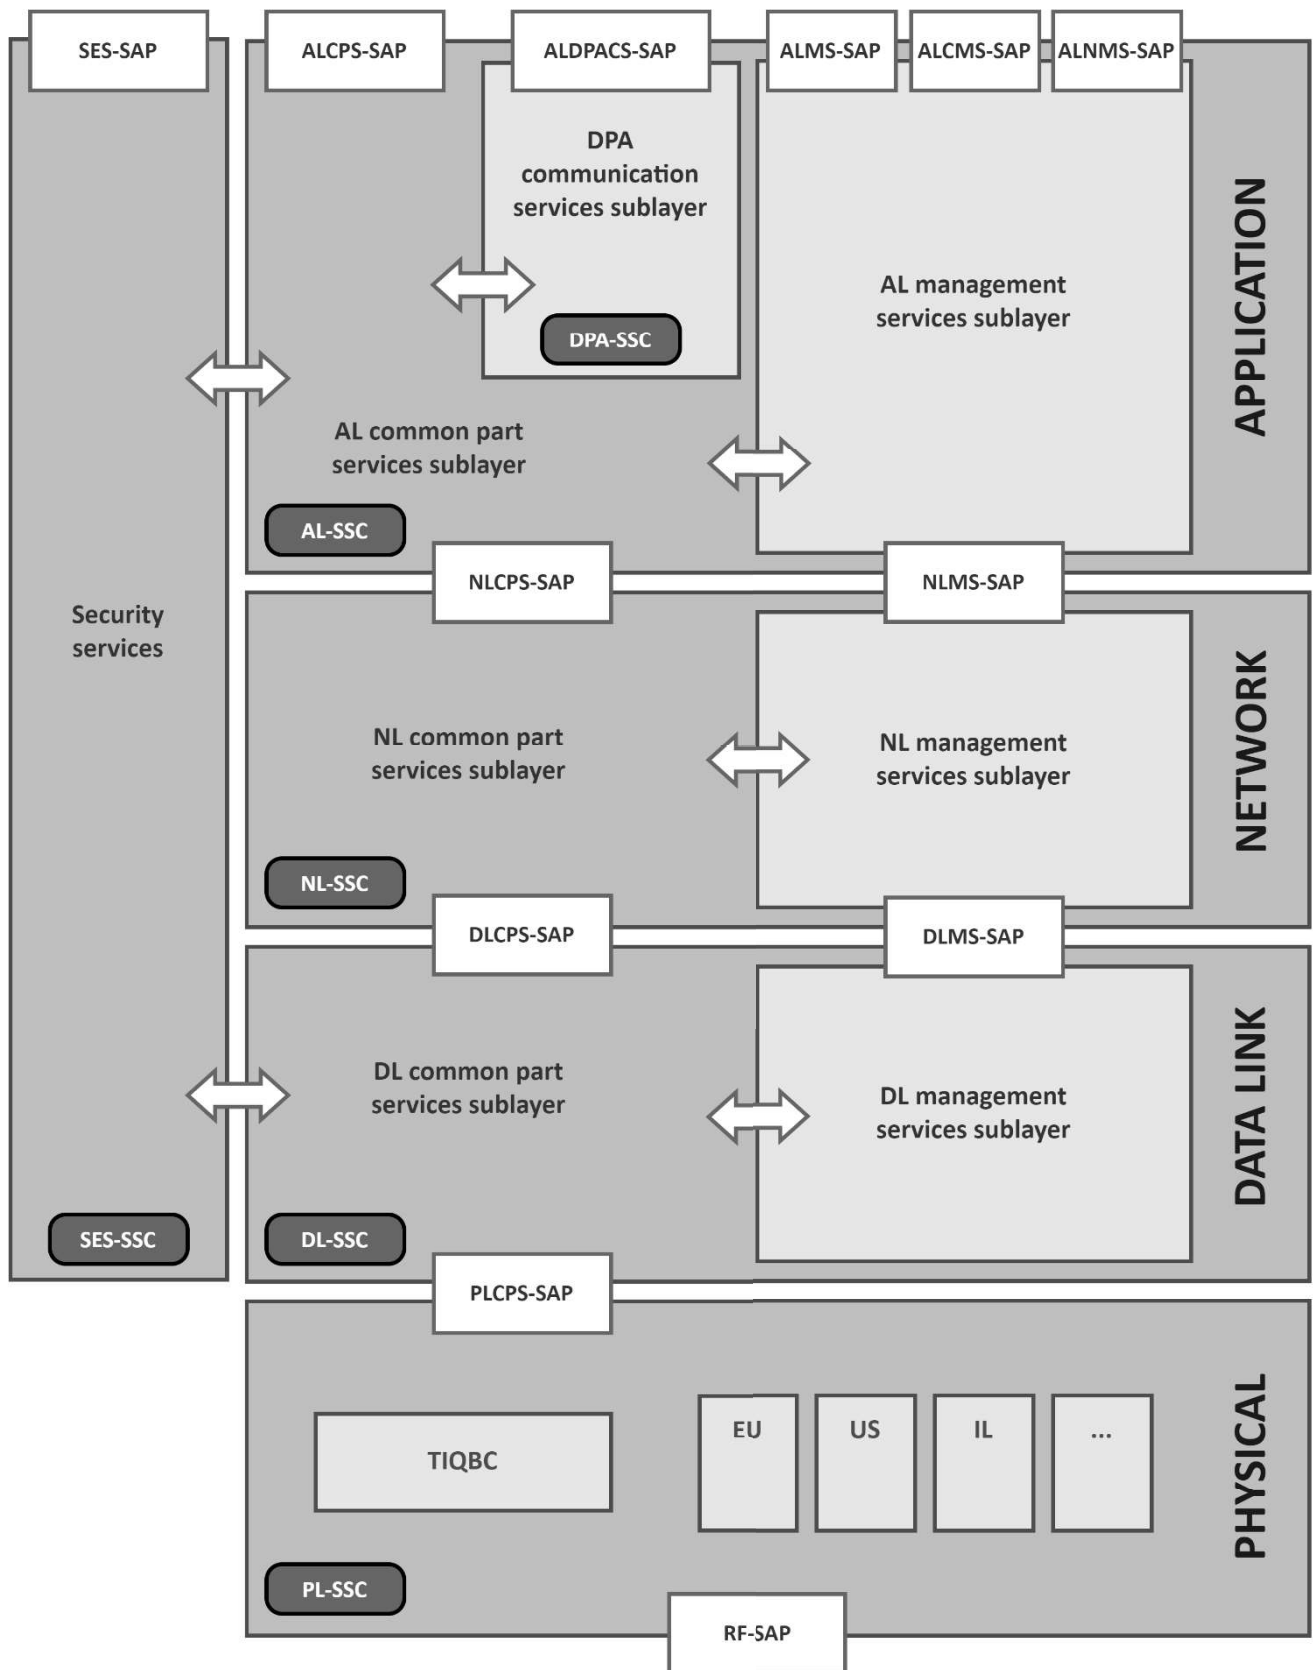 SES-SAP
ALCPS-SAP
ALDPACS-SAP
ALMS-SAP
ALCMS-SAP
ALNMS-SAP
DPA
communication
services sublayer
DPA-SSC
AL management
services sublayer
APPLICATION
AL common part
services sublayer
AL-SSC
NLCPS-SAP
NLMS-SAP
Security
services
NL common part
services sublayer
NL management
services sublayer
NETWORK
NL-SSC
DLCPS-SAP
DLMS-SAP
DL common part
services sublayer
DL management
services sublayer
DATA LINK
SES-SSC
DL-SSC
PLCPS-SAP
TIQBC
EU
US
IL
...
PHYSICAL
PL-SSC
RF-SAP